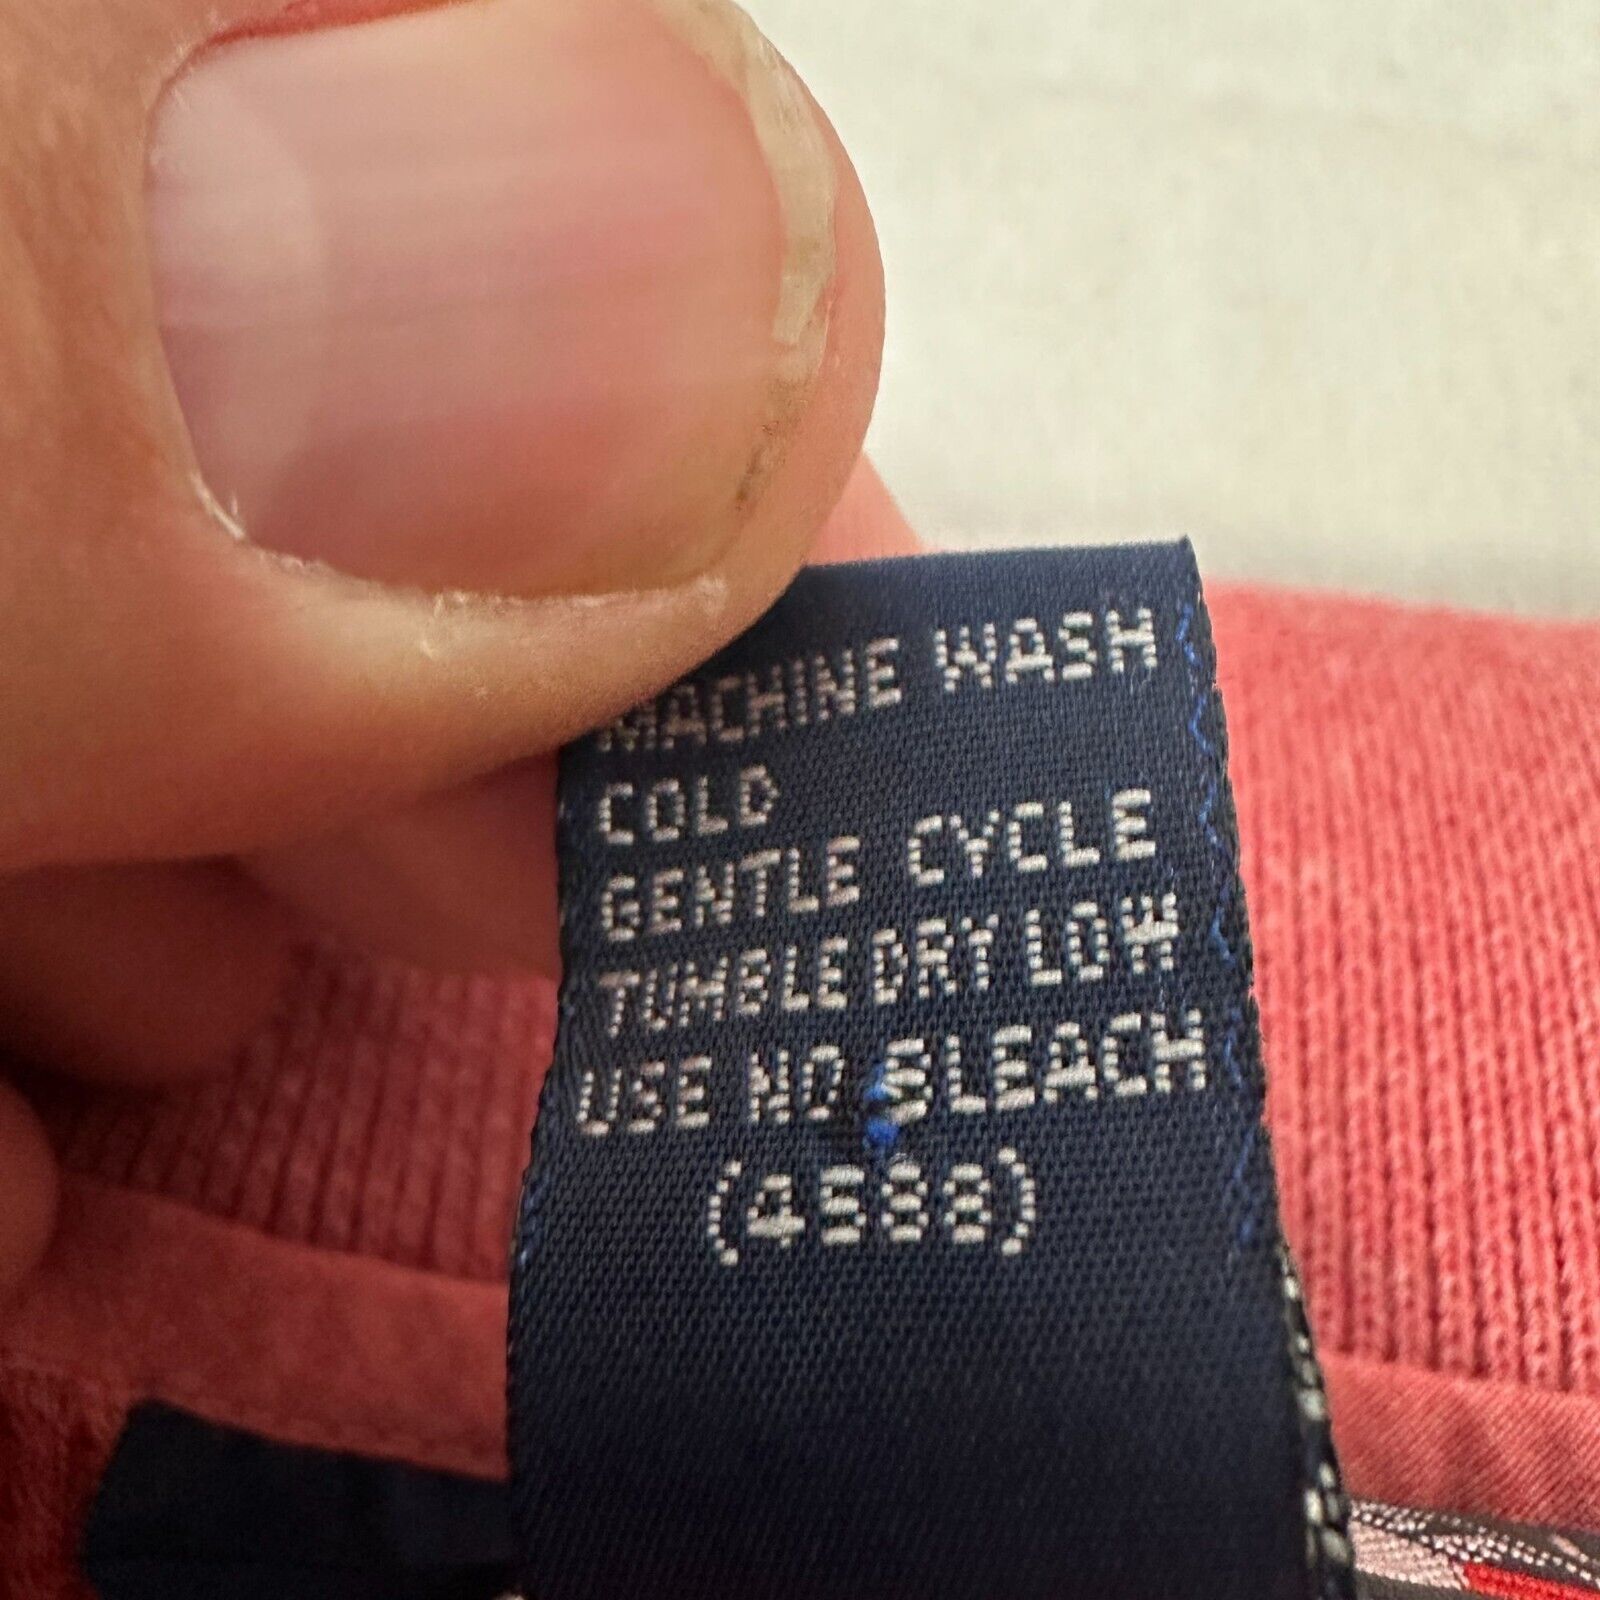 MACHINE WASH
COLD
GENTLE CYCLE
TUMBLE DRY LOW
USE NO BLEACH
(4588)